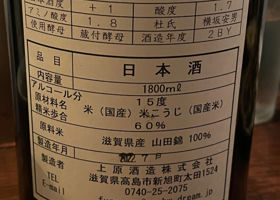 日本酒度 +1 酸度 1.7
アミノ酸度 1.8 杜氏 横坂安男
使用酵母 蔵付酵母 酒造年度 2BY
品目 日本酒
内容量 1800ml
アルコール分 15度
原材料名 米(国産)米こうじ(国産米)
精米歩合 60%
原料米 滋賀県産 山田錦 100%
製造年月
製造者 上原酒造株式会社
滋賀県高島市新旭町太田1524
TEL 0740-25-2075
E-mail